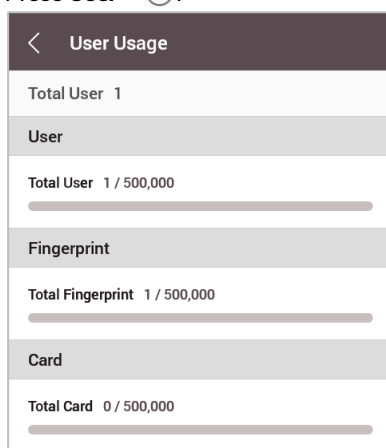 User Usage
Total User 1
User
Total User 1 / 500,000
Fingerprint
Total Fingerprint 1 / 500,000
Card
Total Card 0 / 500,000